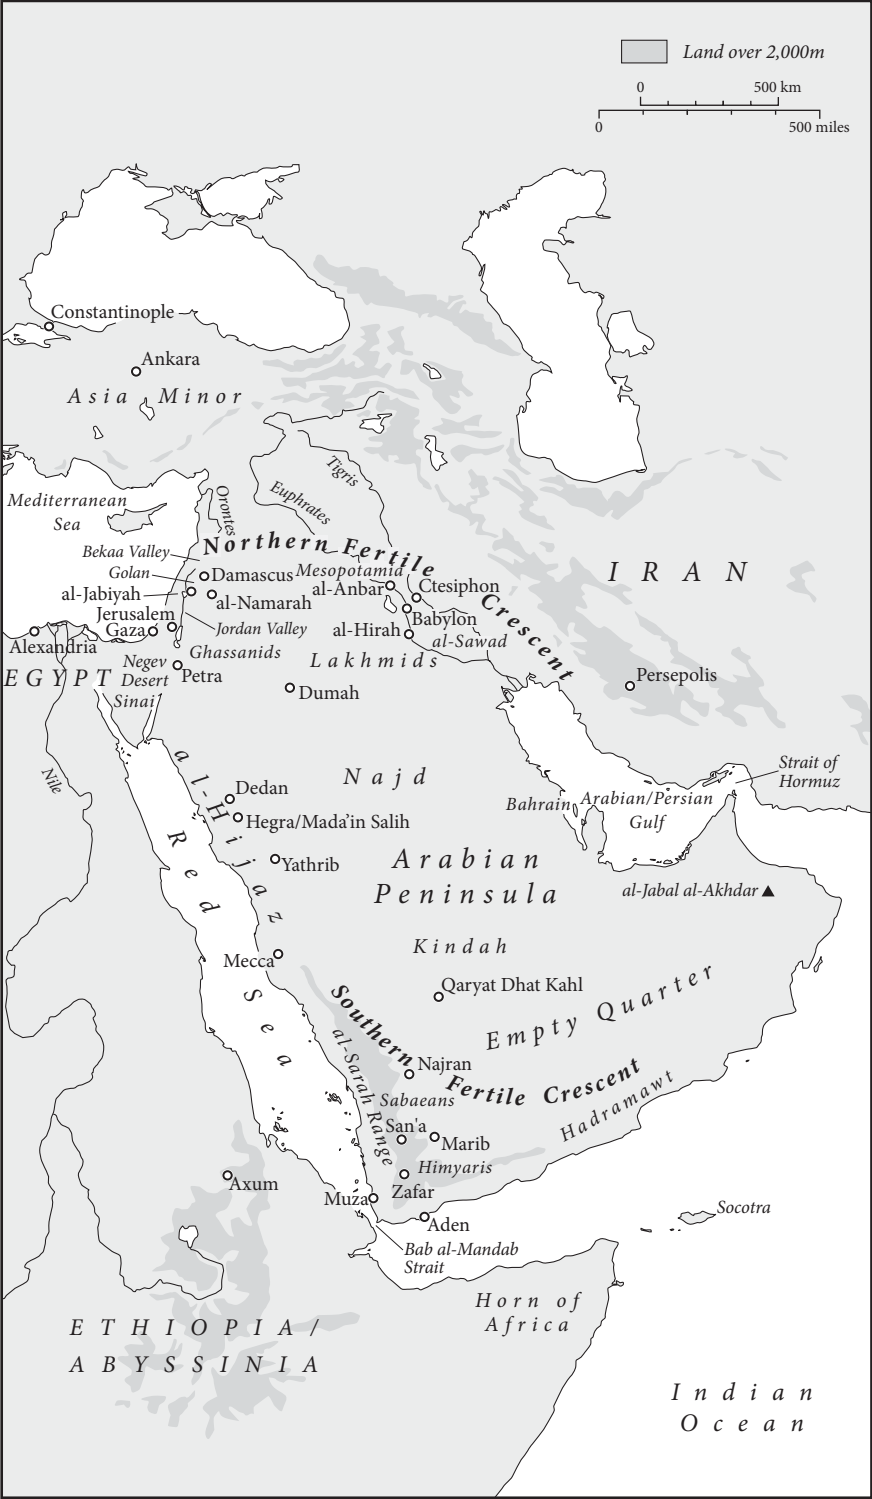 Land over 2,000m
0 500 km
0 500 miles
Constantinople
Ankara
Asia Minor
Tigris
Euphrates
Orontes
Mediterranean
Sea
Northern Fertile
Crescent
Bekaa Valley
Golan
Damascus
Mesopotamia
al-Jabiyah
al-Namarah
al-Anbar
Ctesiphon
IRAN
Jerusalem
Babylon
Gaza
Jordan Valley
al-Hirah
al-Sawad
Alexandria
Ghassanids
Lakhmids
EGYPT
Negev
Desert
Petra
Sinai
Dumah
Persepolis
Nile
al-Hijaz
Najd
Strait of
Hormuz
Dedan
Bahrain
Arabian/Persian
Gulf
Hegra/Mada'in Salih
Red Sea
Yathrib
Arabian
Peninsula
al-Jabal al-Akhdar
Kindah
Mecca
Qaryat Dhat Kahl
Empty Quarter
Southern
Fertile Crescent
al-Sarah Range
Najran
Sabaeans
Hadramawt
San'a
Marib
Himyaris
Axum
Zafar
Muza
Aden
Socotra
Bab al-Mandab
Strait
Horn of
Africa
ETHIOPIA/
ABYSSINIA
Indian
Ocean